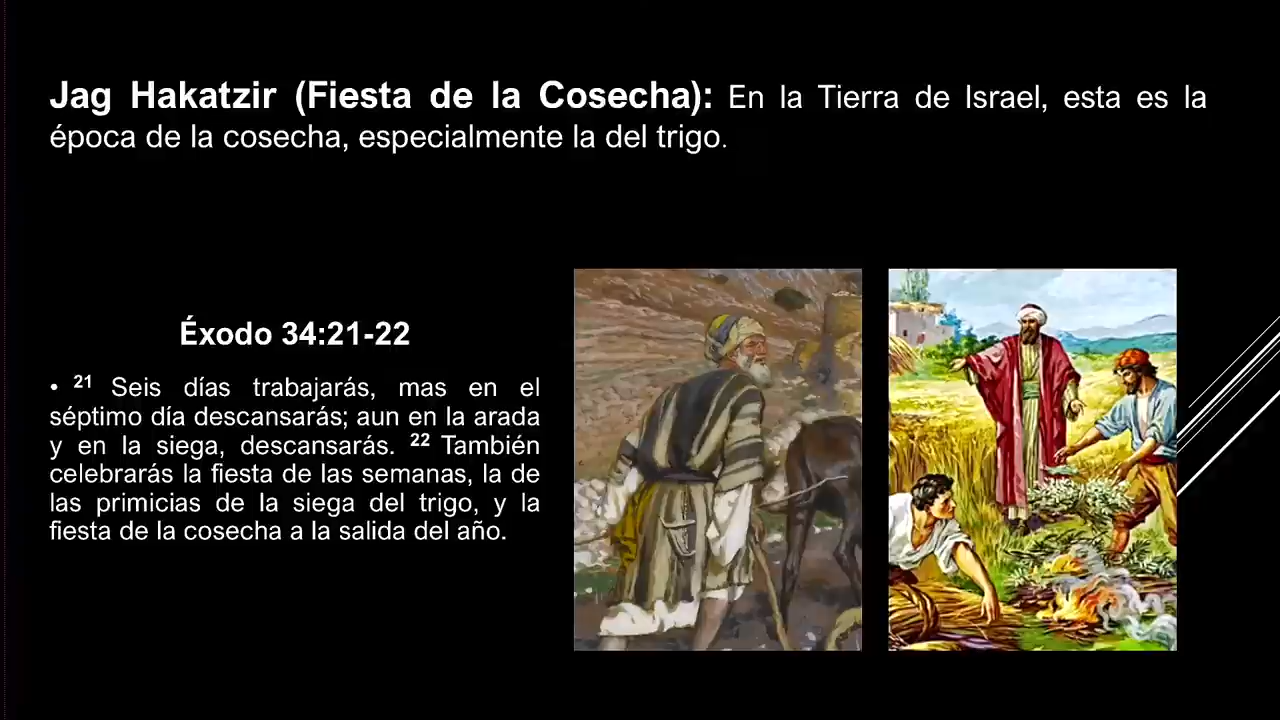 Jag Hakatzir (Fiesta de la Cosecha): En la Tierra de Israel, esta es la
época de la cosecha, especialmente la del trigo.
Éxodo 34:21-22
• 21 Seis días trabajarás, mas en el
séptimo día descansarás; aun en la arada
y en la siega, descansarás. 22 También
celebrarás la fiesta de las semanas, la de
las primicias de la siega del trigo, y la
fiesta de la cosecha a la salida del año.